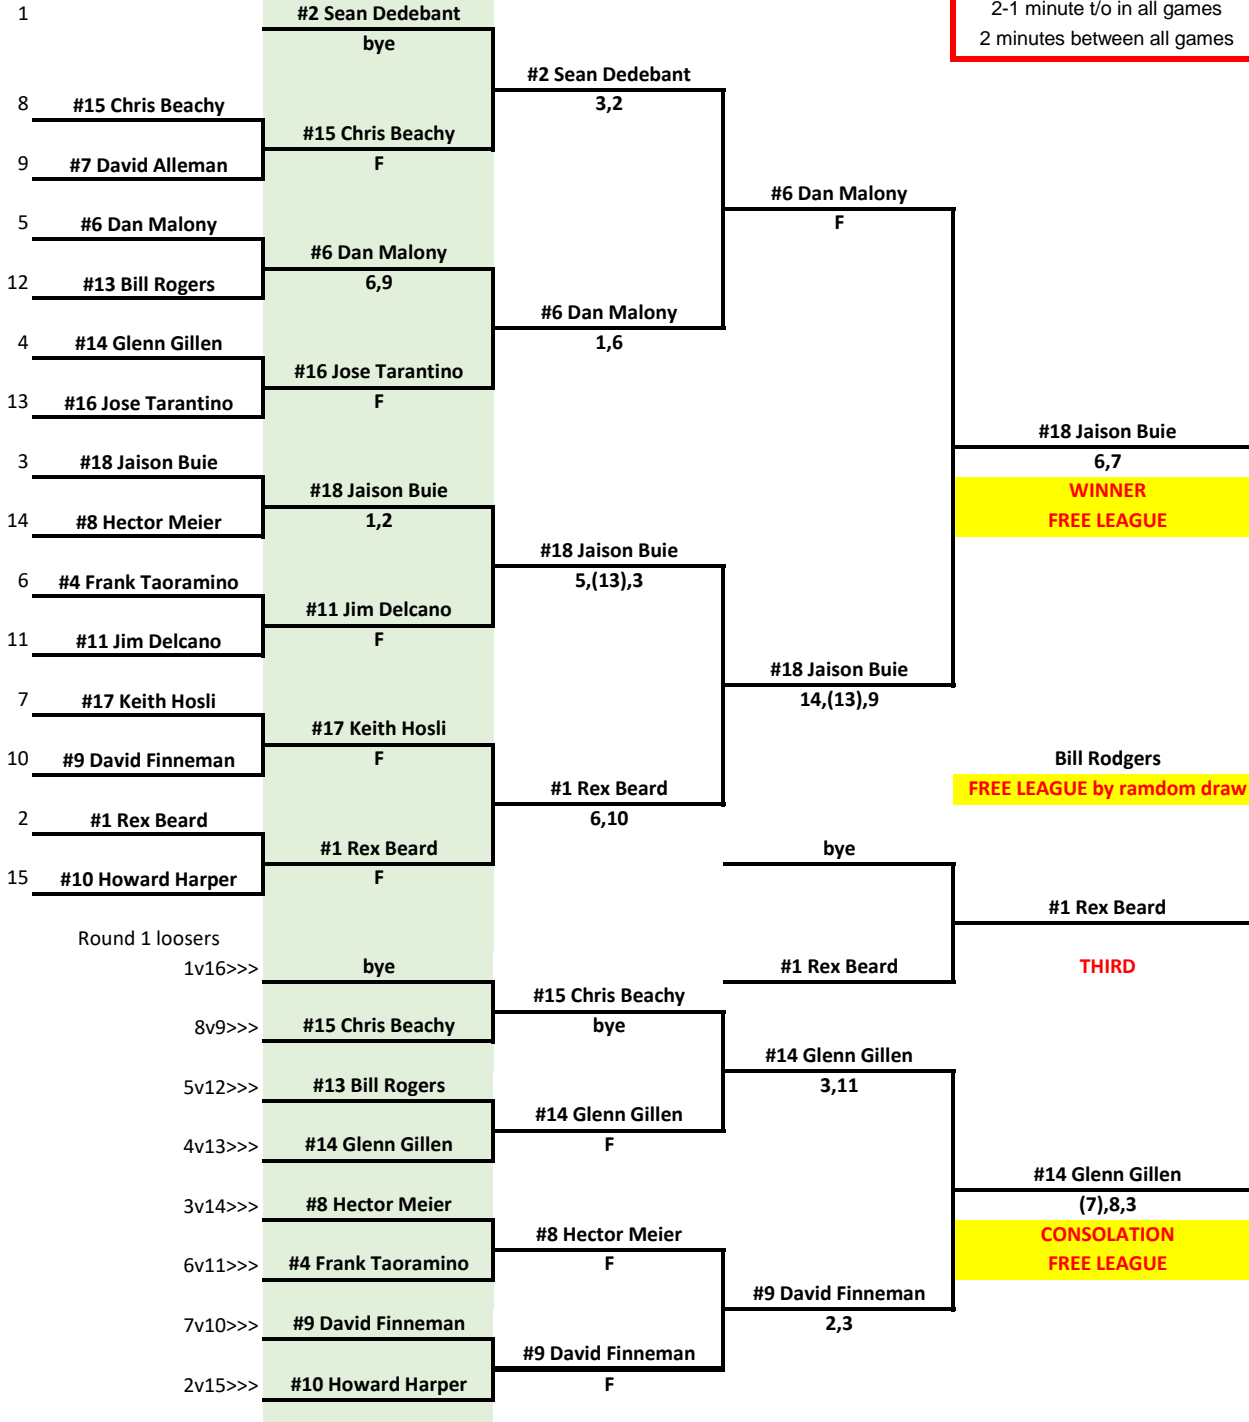 1
#2 Sean Dedebant
2-1 minute t/o in all games
bye
2 minutes between all games
#2 Sean Dedebant
8
#15 Chris Beachy
3,2
#15 Chris Beachy
9
#7 David Alleman
F
#6 Dan Malony
5
#6 Dan Malony
F
#6 Dan Malony
12
#13 Bill Rogers
6,9
#6 Dan Malony
4
#14 Glenn Gillen
1,6
#16 Jose Tarantino
13
#16 Jose Tarantino
F
#18 Jaison Buie
3
#18 Jaison Buie
6,7
#18 Jaison Buie
WINNER
14
#8 Hector Meier
1,2
FREE LEAGUE
#18 Jaison Buie
6
#4 Frank Taoramino
5,(13),3
#11 Jim Delcano
11
#11 Jim Delcano
F
#18 Jaison Buie
7
#17 Keith Hosli
14,(13),9
#17 Keith Hosli
10
#9 David Finneman
F
Bill Rodgers
#1 Rex Beard
FREE LEAGUE by ramdom draw
2
#1 Rex Beard
6,10
#1 Rex Beard
bye
15
#10 Howard Harper
F
#1 Rex Beard
Round 1 loosers
1v16>>>
bye
#1 Rex Beard
THIRD
#15 Chris Beachy
8v9>>>
#15 Chris Beachy
bye
#14 Glenn Gillen
5v12>>>
#13 Bill Rogers
3,11
#14 Glenn Gillen
4v13>>>
#14 Glenn Gillen
F
#14 Glenn Gillen
3v14>>>
#8 Hector Meier
(7),8,3
#8 Hector Meier
CONSOLATION
6v11>>>
#4 Frank Taoramino
F
FREE LEAGUE
#9 David Finneman
7v10>>>
#9 David Finneman
2,3
#9 David Finneman
2v15>>>
#10 Howard Harper
F